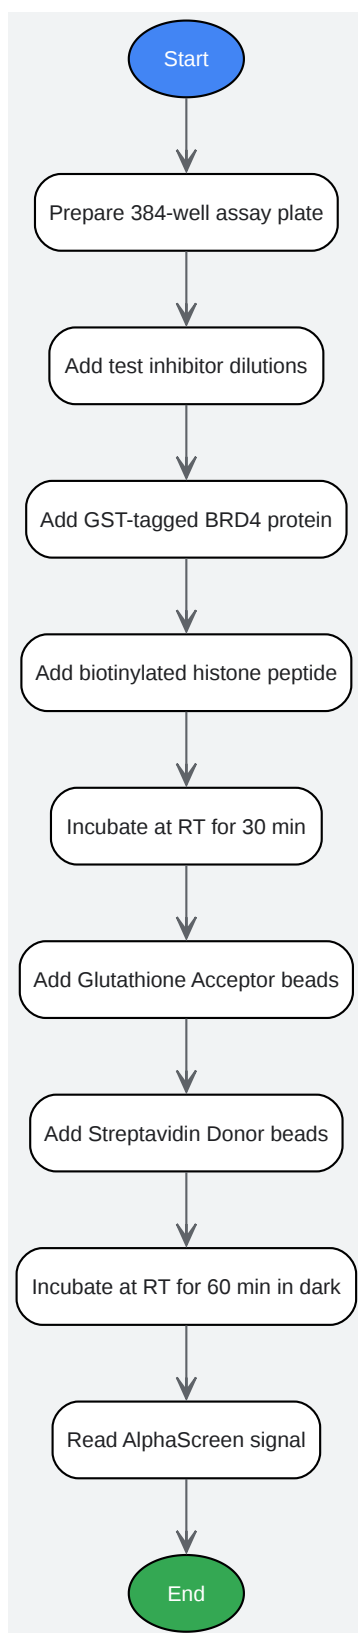 Start
Prepare 384-well assay plate
Add test inhibitor dilutions
Add GST-tagged BRD4 protein
Add biotinylated histone peptide
Incubate at RT for 30 min
Add Glutathione Acceptor beads
Add Streptavidin Donor beads
Incubate at RT for 60 min in dark
Read AlphaScreen signal
End